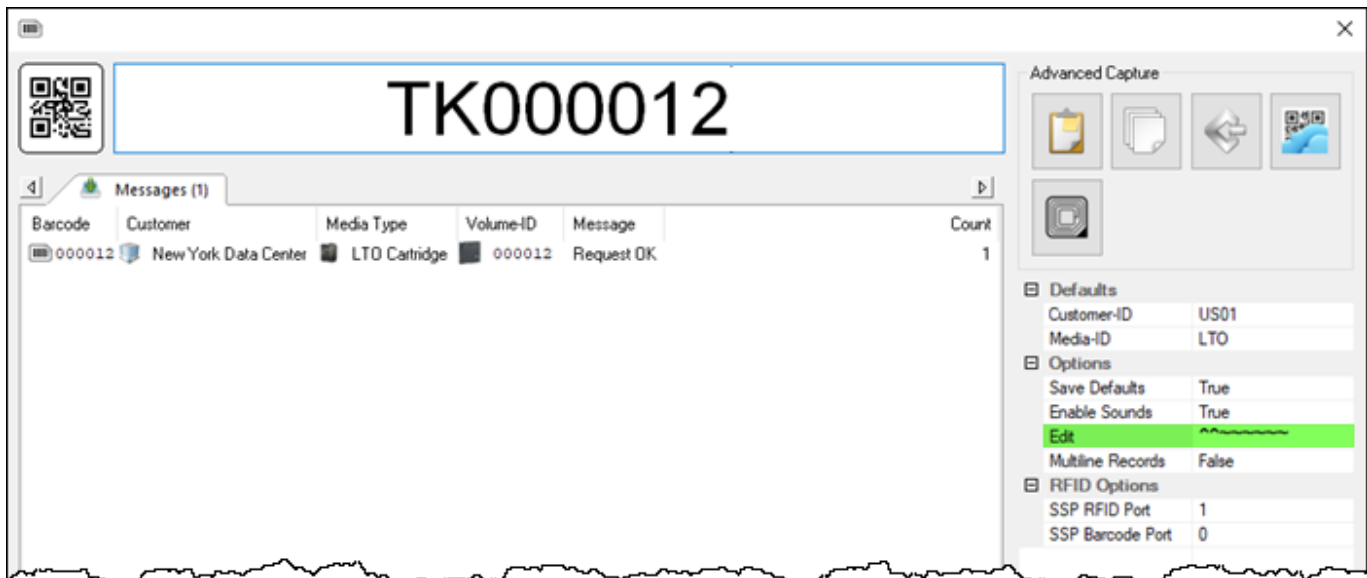 TK000012
Messages (1)
Barcode Customer Media Type Volume-ID Message Count
000012 New York Data Center LTO Cartridge 000012 Request OK 1
Advanced Capture
Defaults
Customer-ID US01
Media-ID LTO
Options
Save Defaults True
Enable Sounds True
Edit ^^~~~~~~
Multiline Records False
RFID Options
SSP RFID Port 1
SSP Barcode Port 0